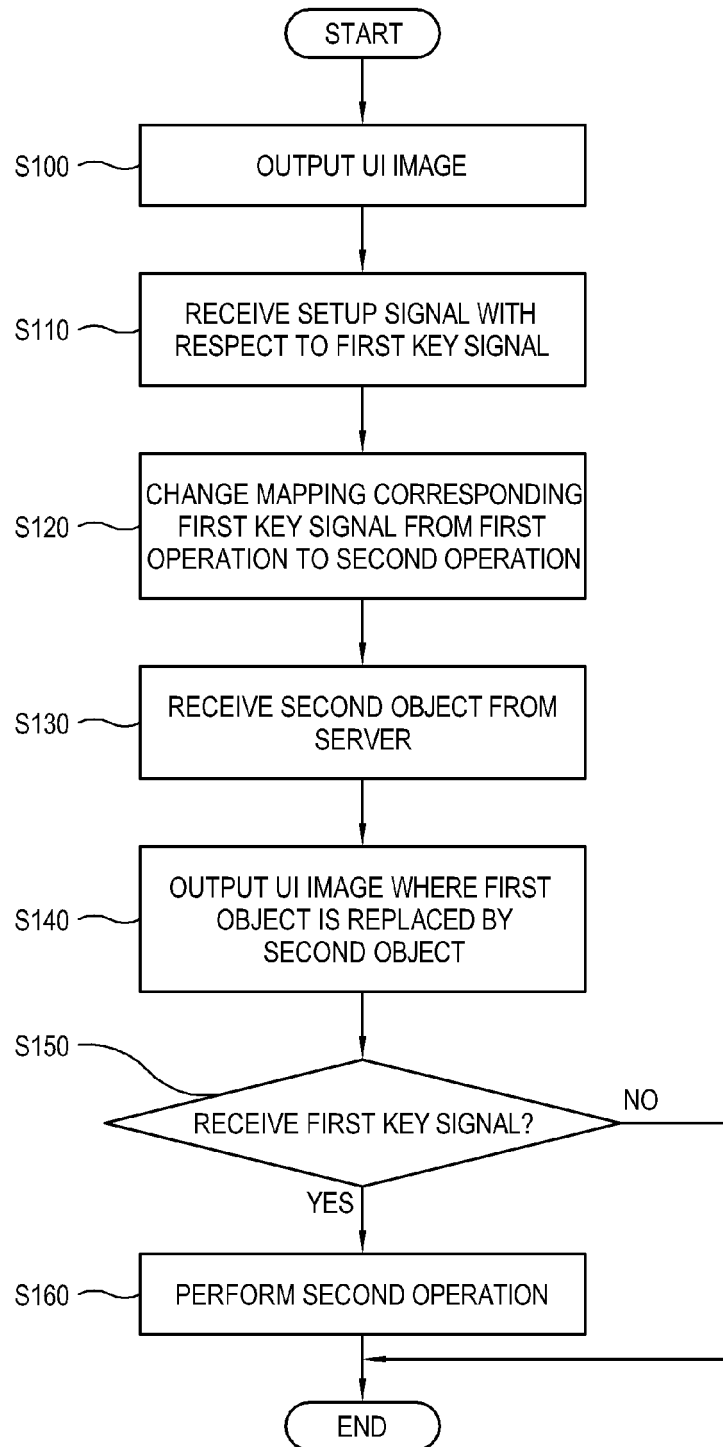 START
S100
OUTPUT UI IMAGE
S110
RECEIVE SETUP SIGNAL WITH
RESPECT TO FIRST KEY SIGNAL
S120
CHANGE MAPPING CORRESPONDING
FIRST KEY SIGNAL FROM FIRST
OPERATION TO SECOND OPERATION
S130
RECEIVE SECOND OBJECT FROM
SERVER
S140
OUTPUT UI IMAGE WHERE FIRST
OBJECT IS REPLACED BY
SECOND OBJECT
S150
RECEIVE FIRST KEY SIGNAL?
NO
YES
S160
PERFORM SECOND OPERATION
END